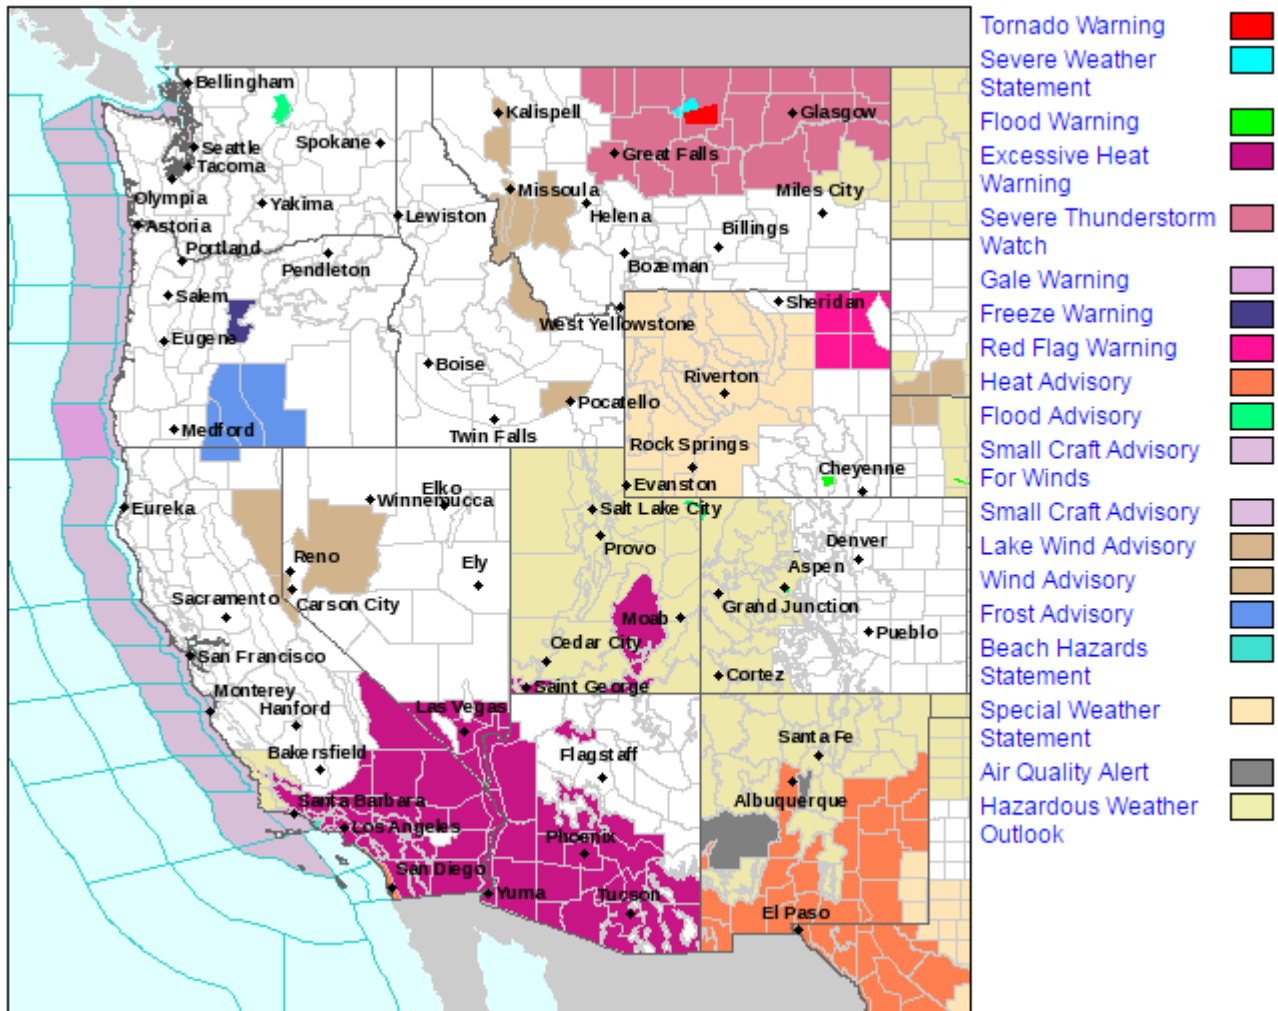 Bellingham
Kalispell
Glasgow
Seattle
Spokane
Great Falls
Tacoma
Olympia
Missoula
Miles City
Yakima
Lewiston
Helena
Astoria
Billings
Portland
Pendleton
Bozeman
Salem
Sheridan
West Yellowstone
Eugene
Boise
Riverton
Pocatello
Medford
Twin Falls
Rock Springs
Cheyenne
Evanston
Elko
Winnemucca
Eureka
Salt Lake City
Denver
Provo
Reno
Ely
Aspen
Sacramento
Carson City
Grand Junction
Moab
Pueblo
Cedar City
San Francisco
Cortez
Saint George
Monterey
Hanford
Las Vegas
Santa Fe
Bakersfield
Flagstaff
Santa Barbara
Albuquerque
Los Angeles
Phoenix
San Diego
Yuma
Tucson
El Paso
Tornado Warning
Severe Weather
Statement
Flood Warning
Excessive Heat
Warning
Severe Thunderstorm
Watch
Gale Warning
Freeze Warning
Red Flag Warning
Heat Advisory
Flood Advisory
Small Craft Advisory
For Winds
Small Craft Advisory
Lake Wind Advisory
Wind Advisory
Frost Advisory
Beach Hazards
Statement
Special Weather
Statement
Air Quality Alert
Hazardous Weather
Outlook